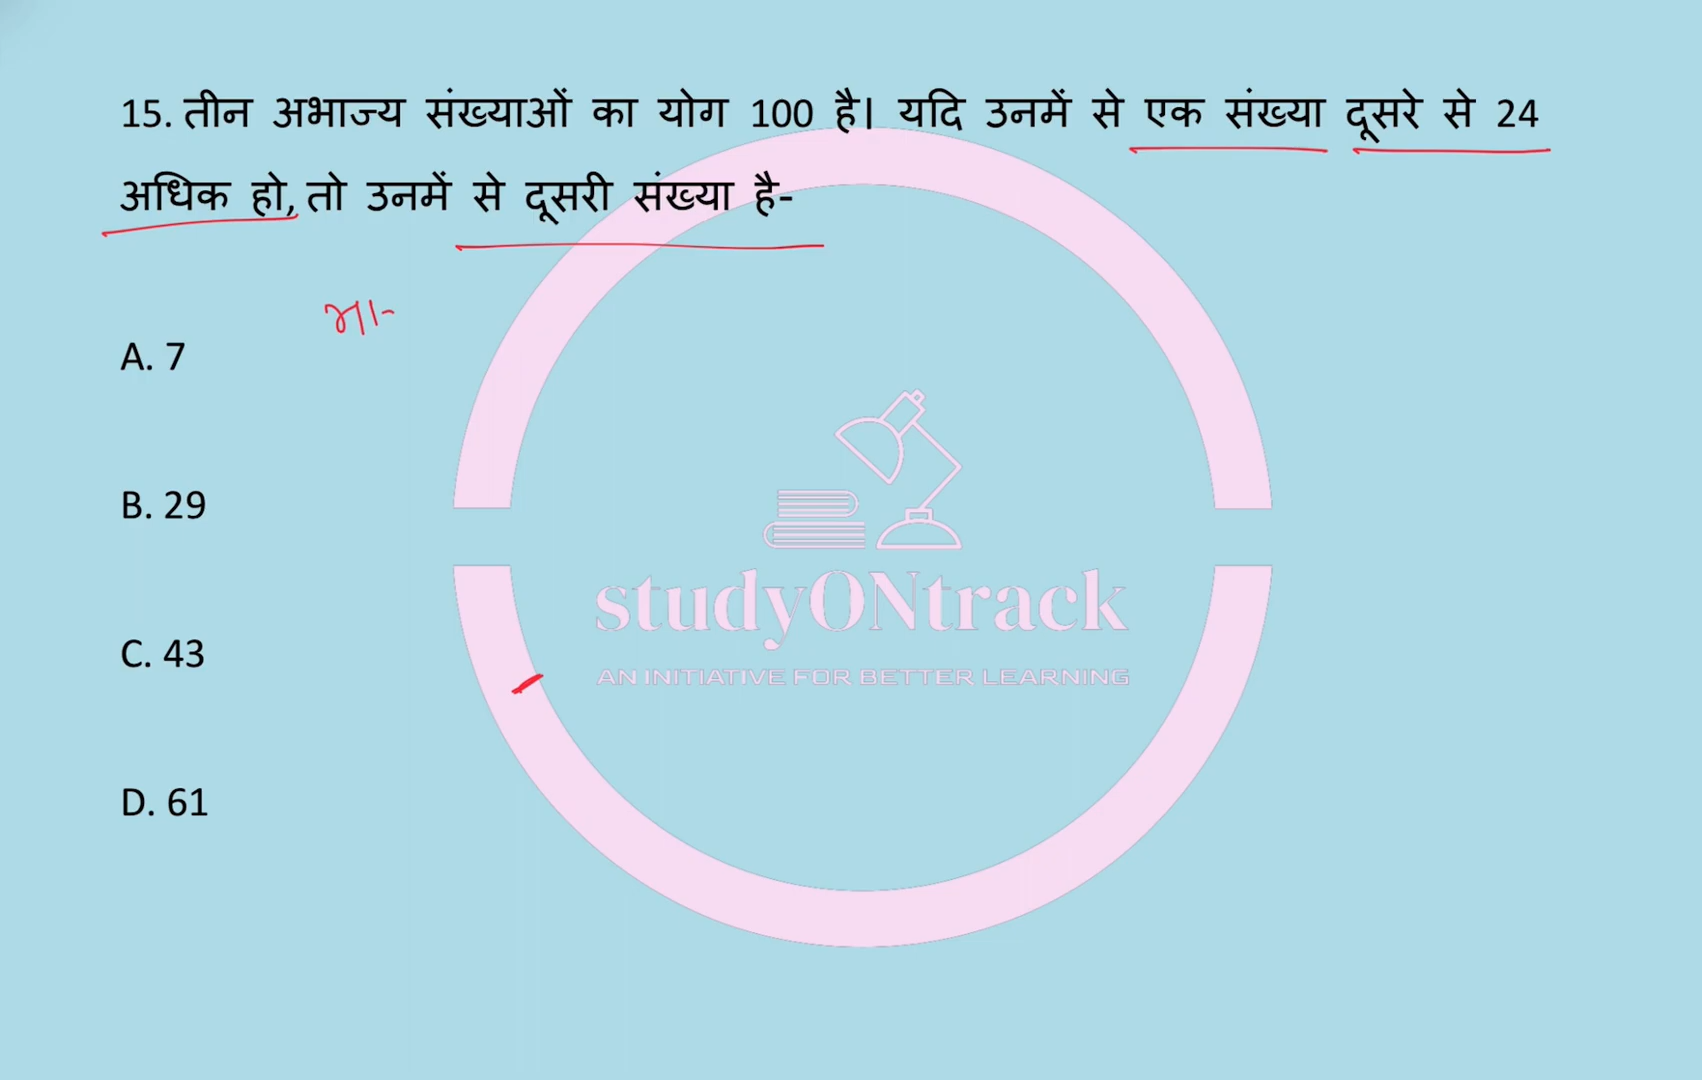 15. तीन अभाज्य संख्याओं का योग 100 है। यदि उनमें से एक संख्या दूसरे से 24
अधिक हो, तो उनमें से दूसरी संख्या है-
A. 7
B. 29
C. 43
D. 61
studyONtrack
AN INITIATIVE FOR BETTER LEARNING